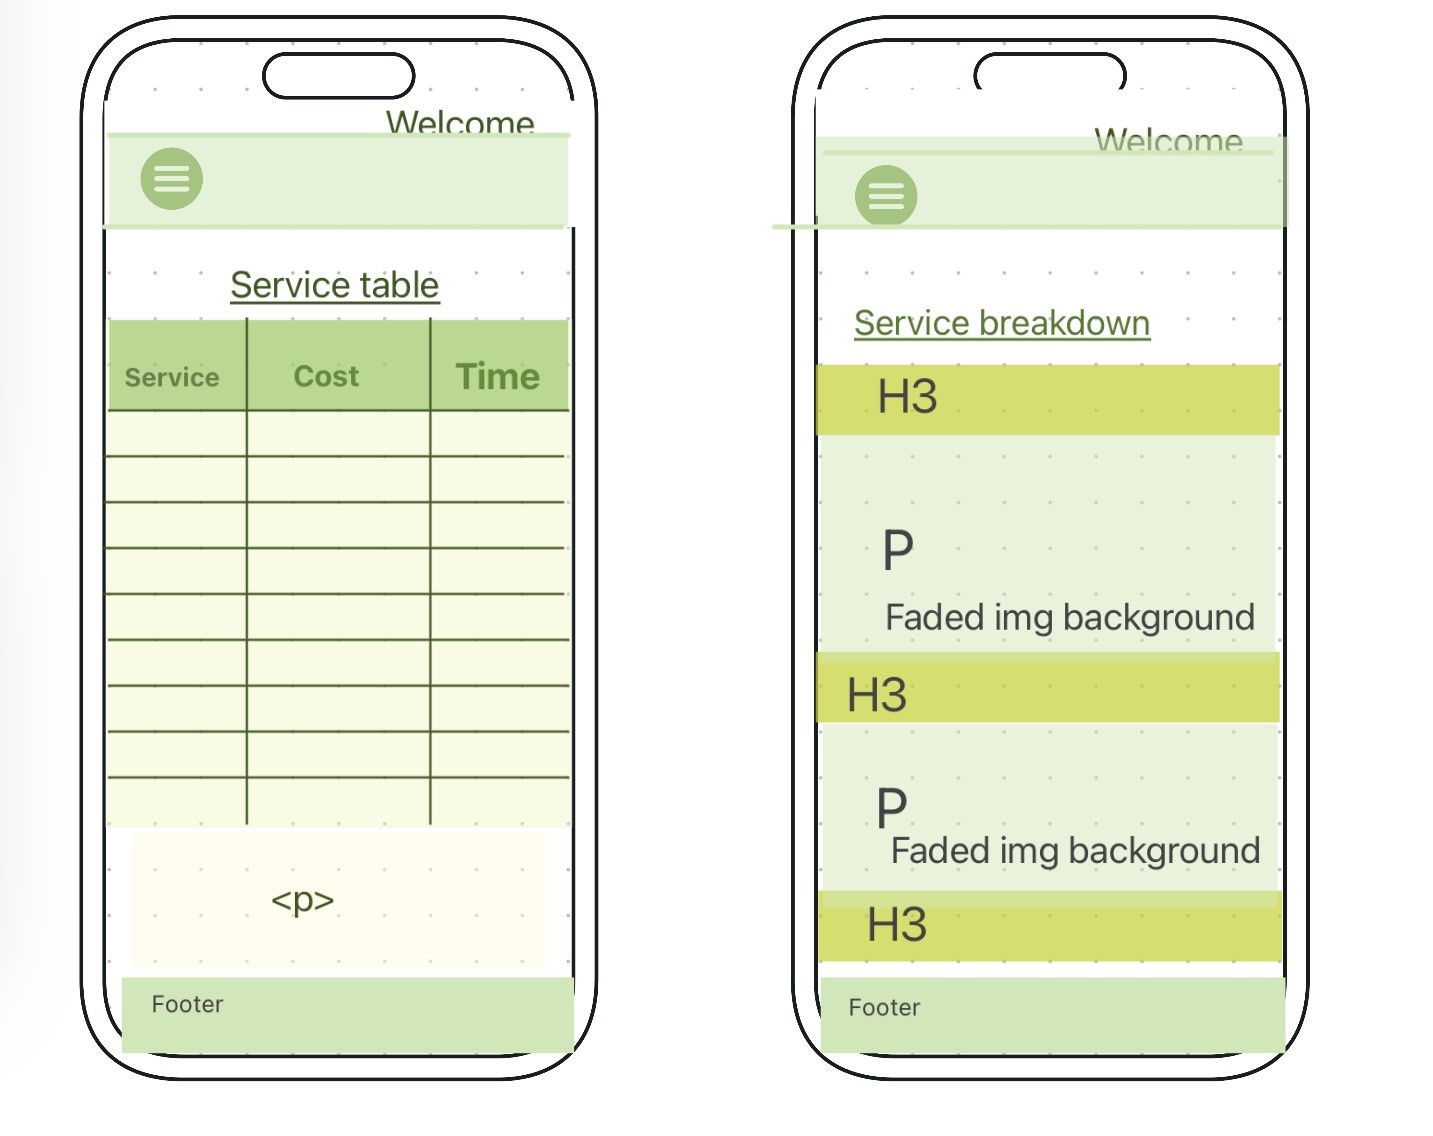 Welcome
Service table
Service Cost Time
<p>
Footer
Welcome
Service breakdown
H3
P
Faded img background
H3
P
Faded img background
H3
Footer